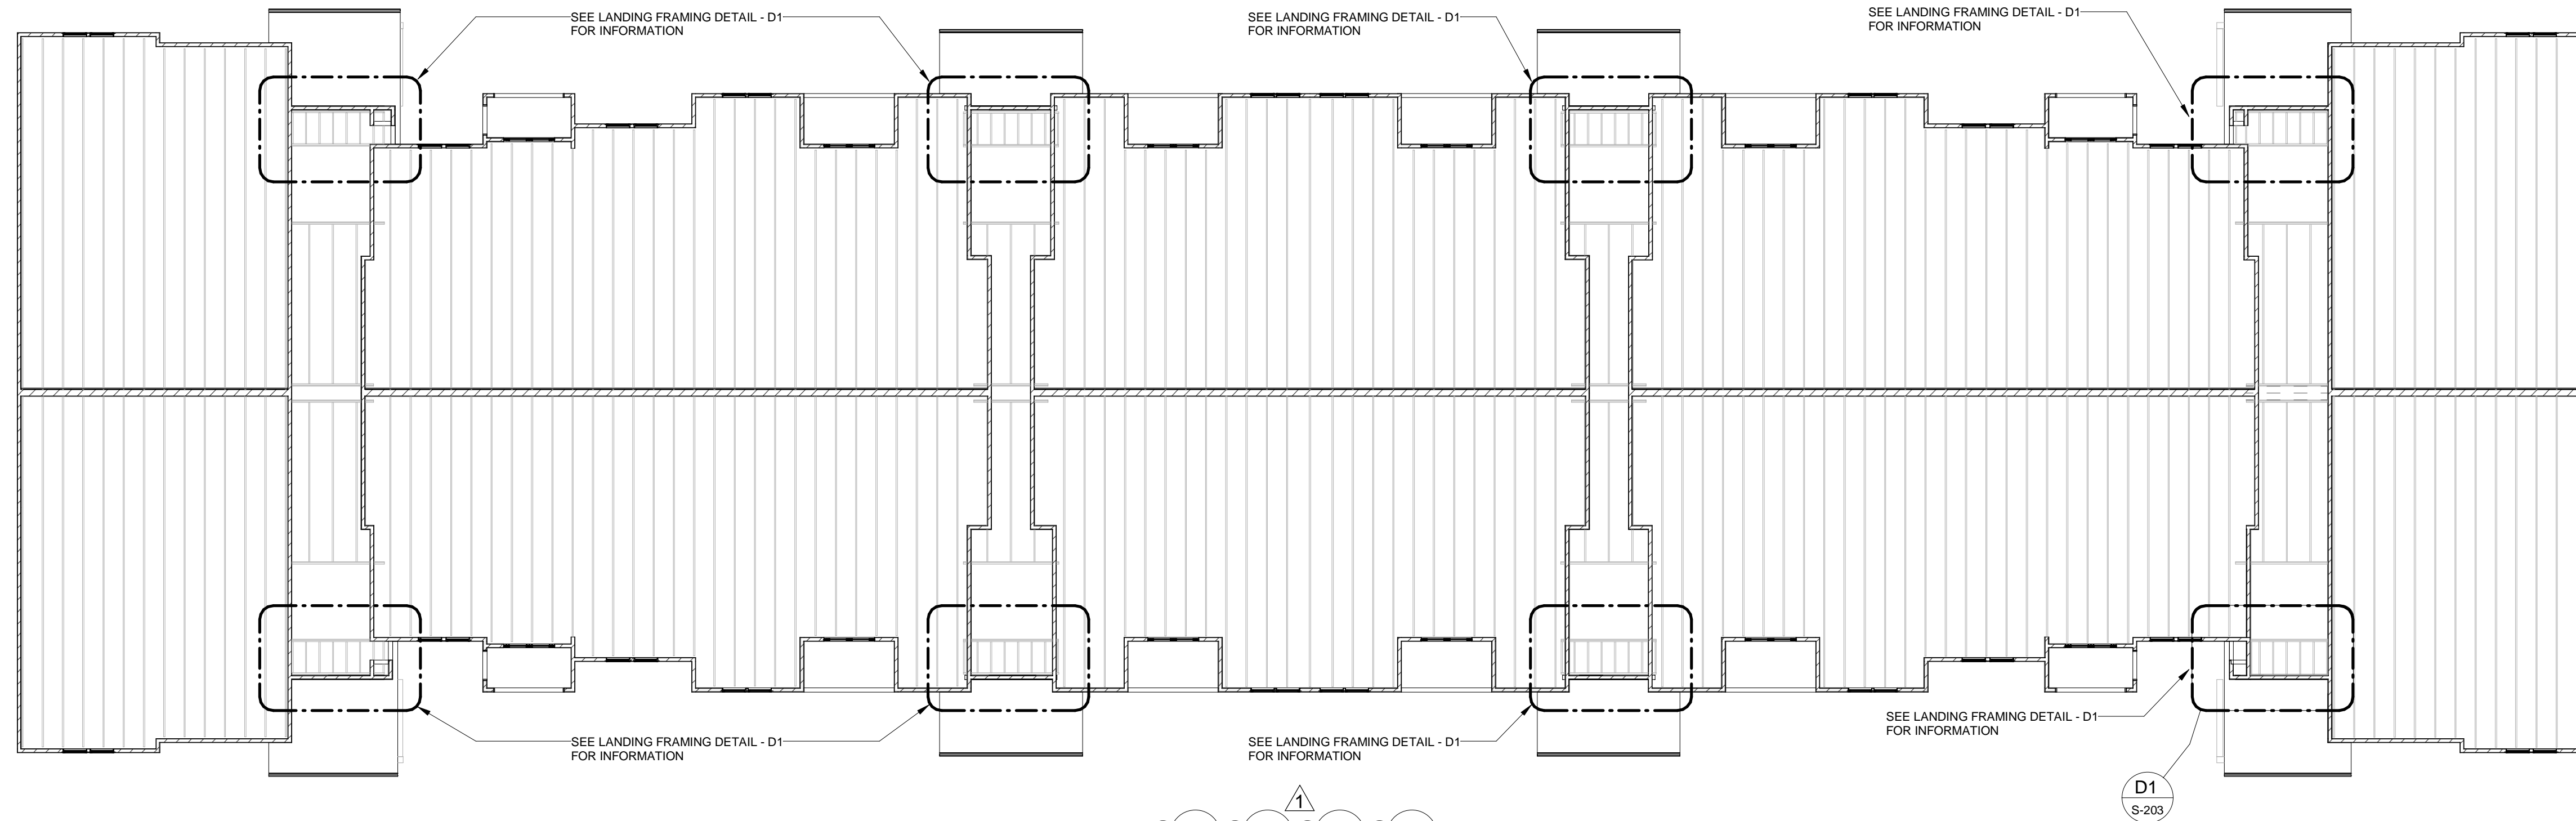 SEE LANDING FRAMING DETAIL - D1
FOR INFORMATION
SEE LANDING FRAMING DETAIL - D1
FOR INFORMATION
SEE LANDING FRAMING DETAIL - D1
FOR INFORMATION
SEE LANDING FRAMING DETAIL - D1
FOR INFORMATION
SEE LANDING FRAMING DETAIL - D1
FOR INFORMATION
SEE LANDING FRAMING DETAIL - D1
FOR INFORMATION
1
D1
S-203